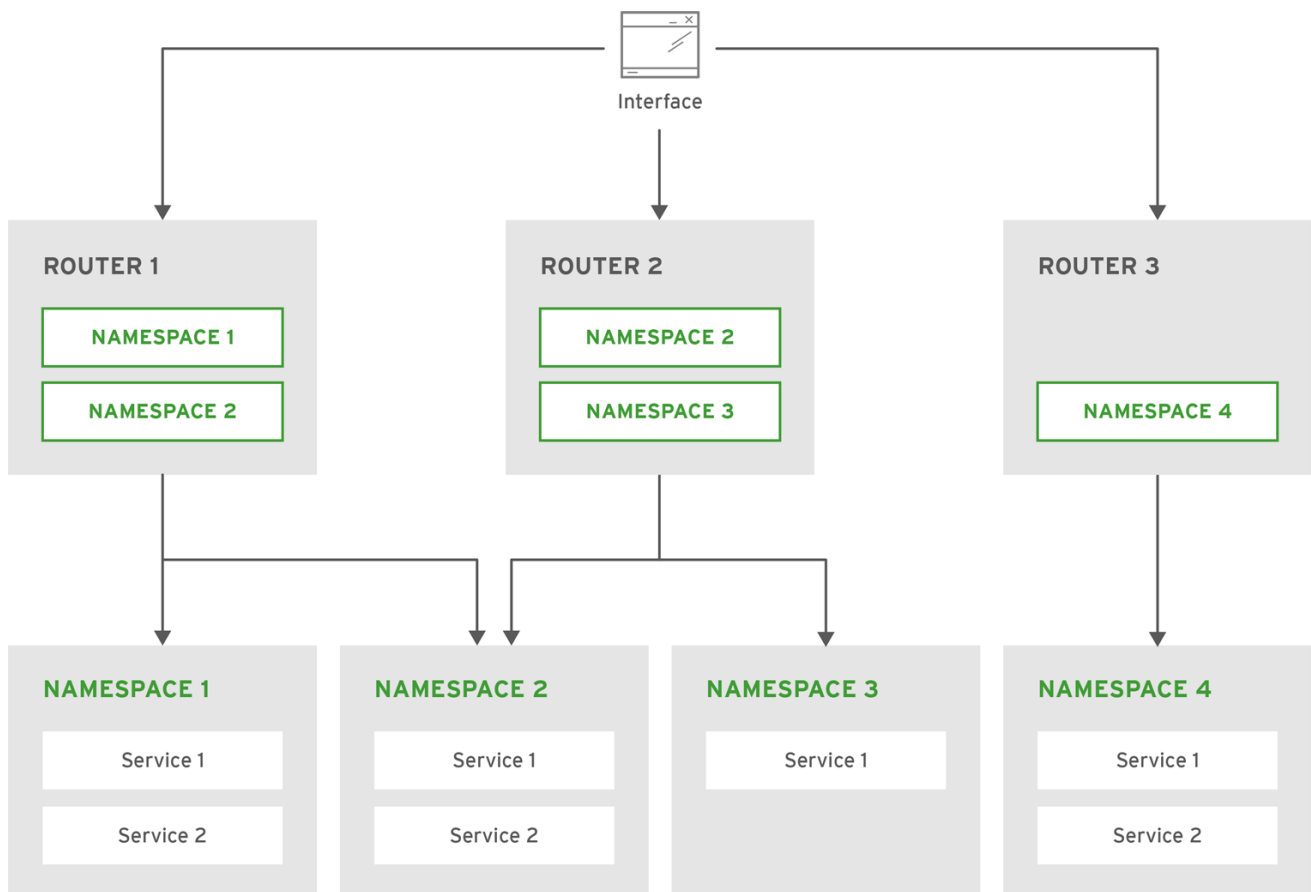 Interface
ROUTER 1
NAMESPACE 1
NAMESPACE 2
ROUTER 2
NAMESPACE 2
NAMESPACE 3
ROUTER 3
NAMESPACE 4
NAMESPACE 1
Service 1
Service 2
NAMESPACE 2
Service 1
Service 2
NAMESPACE 3
Service 1
NAMESPACE 4
Service 1
Service 2